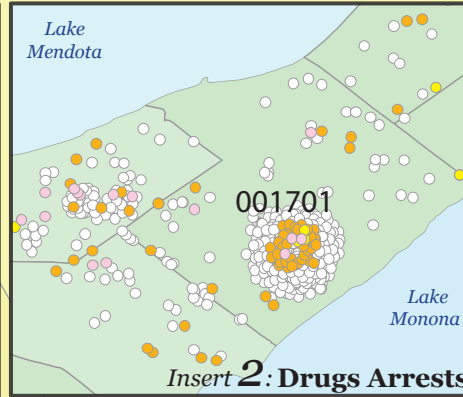 Lake
Mendota
001701
Lake
Monona
Insert 2: Drugs Arrests